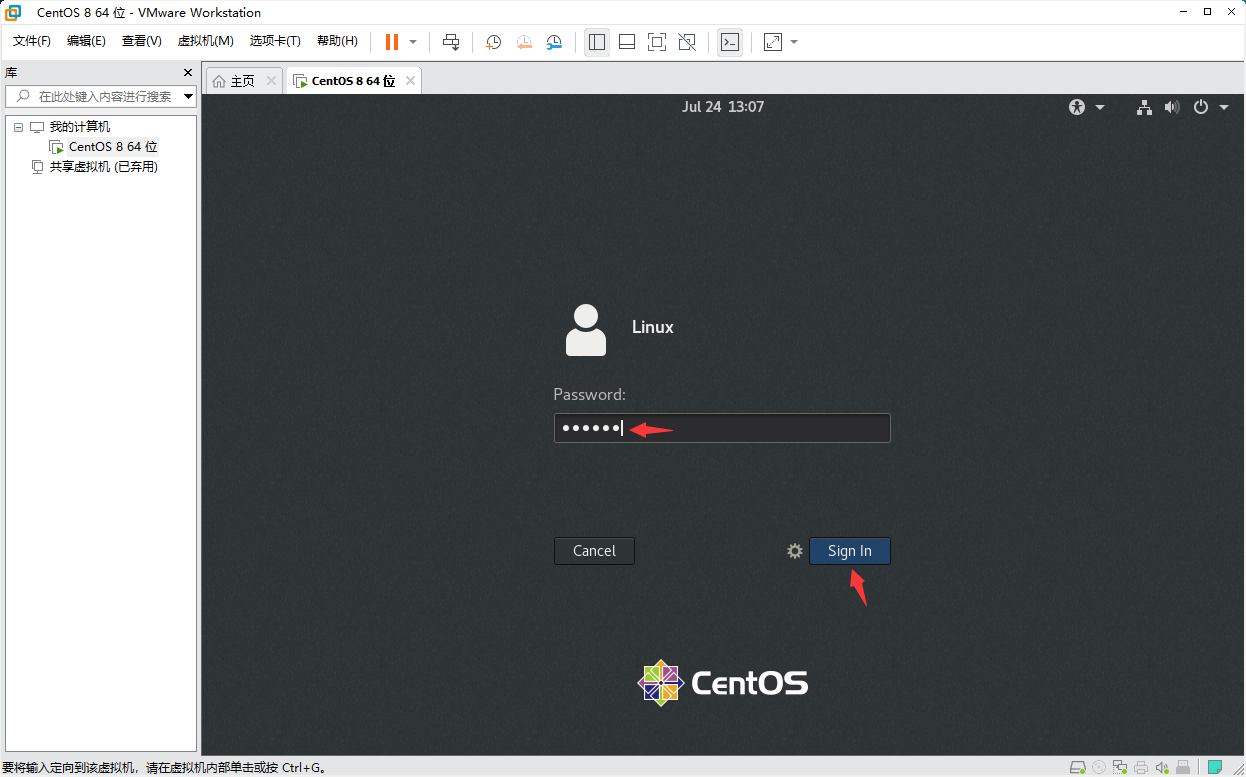 CentOS 8 64 位 - VMware Workstation
文件(F) 编辑(E) 查看(V) 虚拟机(M) 选项卡(T) 帮助(H)
库
在此处键入内容进行搜索
我的计算机
CentOS 8 64 位
共享虚拟机 (已弃用)
主页
CentOS 8 64 位
Jul 24 13:07
Linux
Password:
Cancel
Sign In
CentOS
要将输入定向到该虚拟机，请在虚拟机内部单击或按 Ctrl+G。